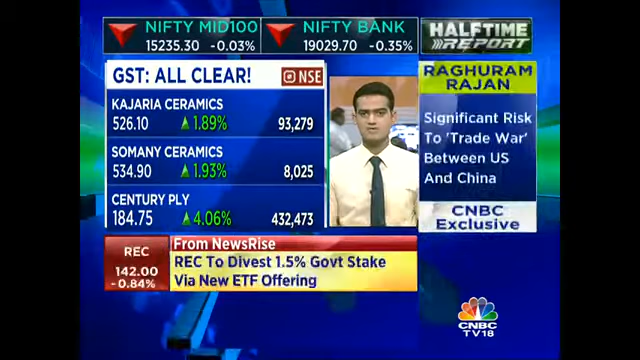 NIFTY MID100
15235.30 -0.03%
NIFTY BANK
19029.70 -0.35%
HALFTIME
REPORT
GST: ALL CLEAR!
NSE
KAJARIA CERAMICS
526.10 1.89% 93,279
SOMANY CERAMICS
534.90 1.93% 8,025
CENTURY PLY
184.75 4.06% 432,473
RAGHURAM
RAJAN
Significant Risk
To 'Trade War'
Between US
And China
CNBC
Exclusive
REC
142.00
-0.84%
From NewsRise
REC To Divest 1.5% Govt Stake
Via New ETF Offering
CNBC
TV18